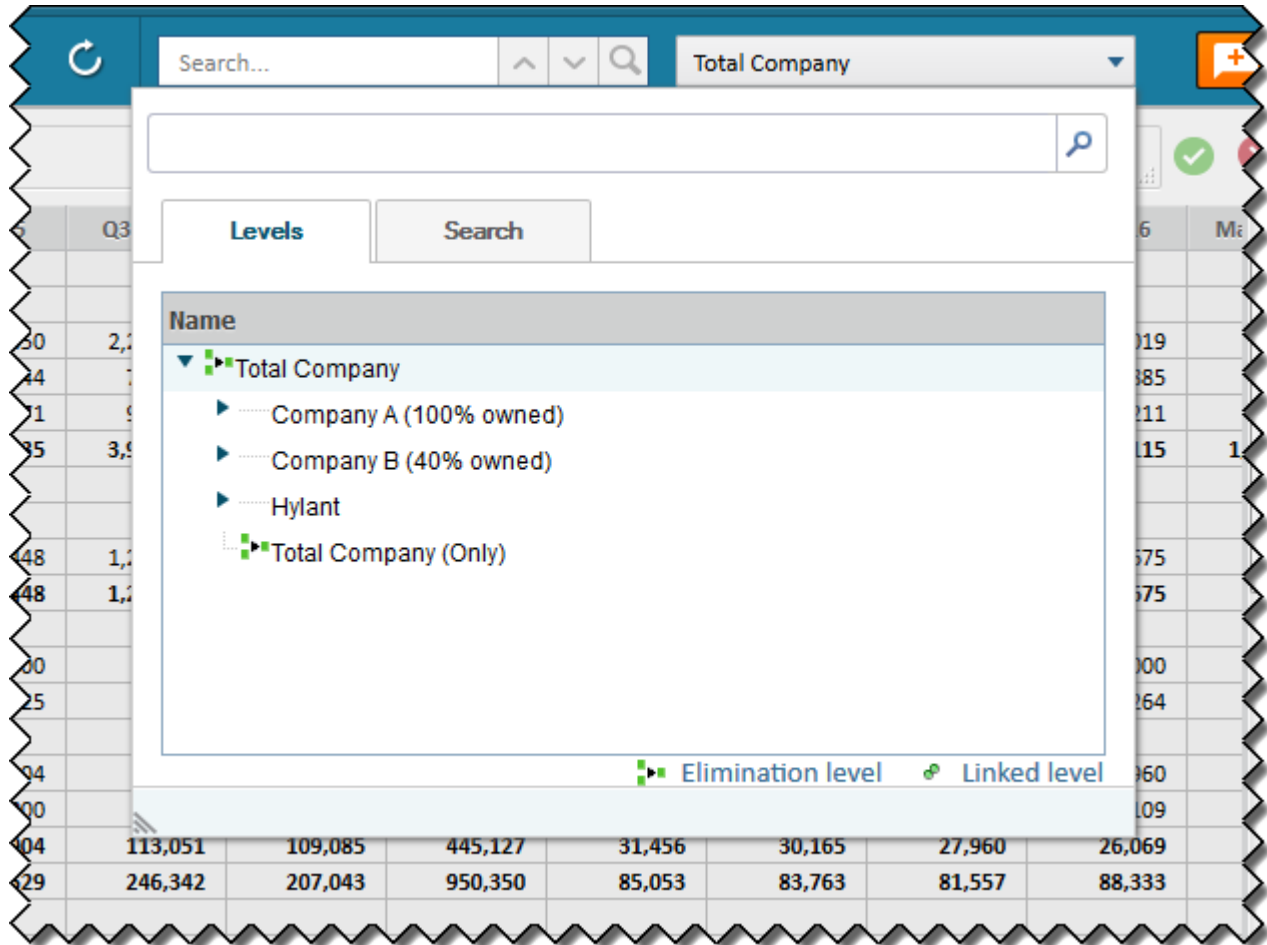 Search...
Total Company
Levels Search
Q3 Ma
Name
Total Company
Company A (100% owned)
Company B (40% owned)
Hylant
Total Company (Only)
Elimination level Linked level
113,051 109,085 445,127 31,456 30,165 27,960 26,069
246,342 207,043 950,350 85,053 83,763 81,557 88,333